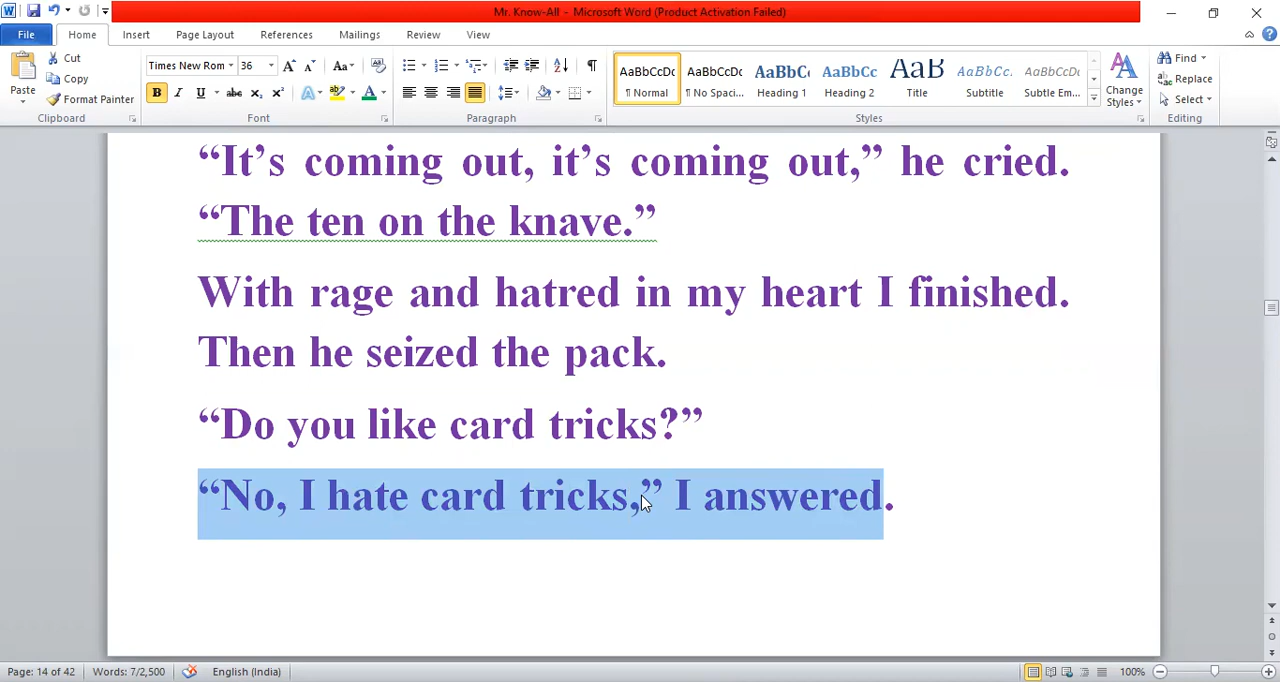 Mr. Know-All - Microsoft Word (Product Activation Failed)
File Home Insert Page Layout References Mailings Review View
Paste
Cut
Copy
Format Painter
Clipboard
Times New Rom 36
Font
Paragraph
AaBbCcDc AaBbCcDc AaBbC AaBbCc AaB AaBbCc. AaBbCcDc
¶ Normal ¶ No Spaci... Heading 1 Heading 2 Title Subtitle Subtle Em...
Change Styles
Styles
Find
Replace
Select
Editing
“It’s coming out, it’s coming out,” he cried.
“The ten on the knave.”
With rage and hatred in my heart I finished.
Then he seized the pack.
“Do you like card tricks?”
“No, I hate card tricks,” I answered.
Page: 14 of 42 Words: 7/2,500 English (India) 100%